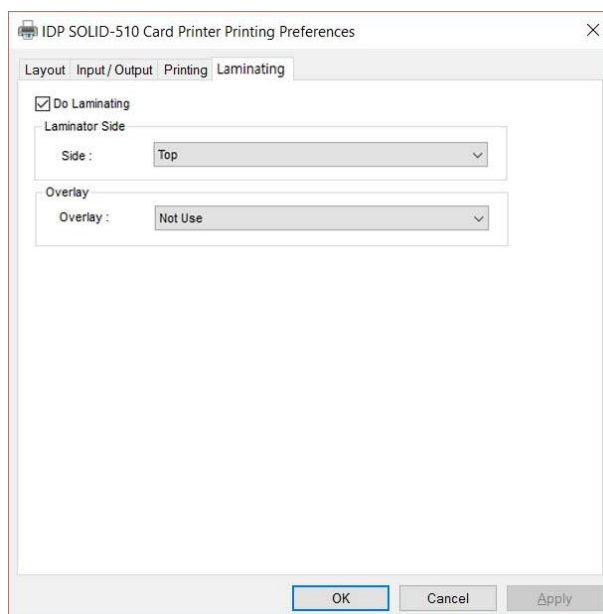 IDP SOLID-510 Card Printer Printing Preferences
Layout Input / Output Printing Laminating
Do Laminating
Laminator Side
Side : Top
Overlay
Overlay : Not Use
OK Cancel Apply